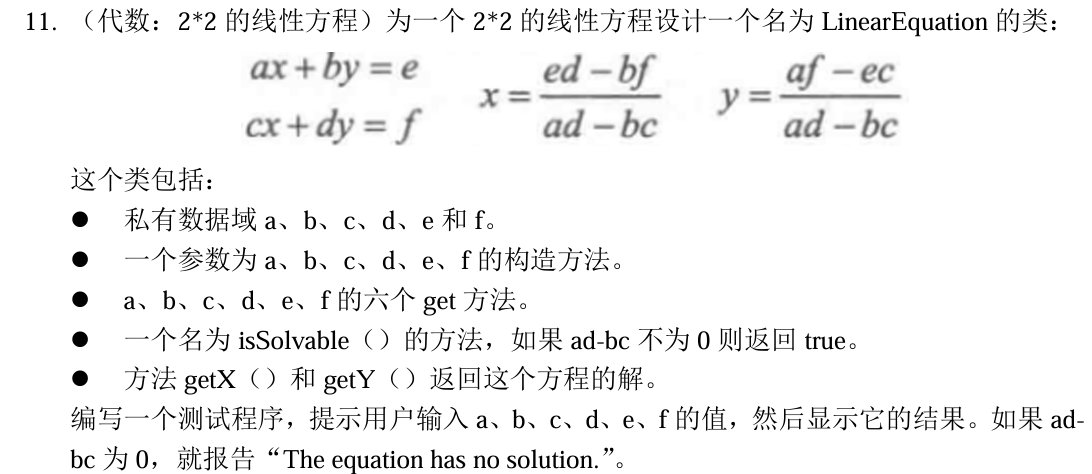 11. （代数：2*2 的线性方程）为一个 2*2 的线性方程设计一个名为 LinearEquation 的类：
ax + by = e
cx + dy = f
x = \frac{ed - bf}{ad - bc}
y = \frac{af - ec}{ad - bc}
这个类包括：
● 私有数据域 a、b、c、d、e 和 f。
● 一个参数为 a、b、c、d、e、f 的构造方法。
● a、b、c、d、e、f 的六个 get 方法。
● 一个名为 isSolvable（）的方法，如果 ad-bc 不为 0 则返回 true。
● 方法 getX（）和 getY（）返回这个方程的解。
编写一个测试程序，提示用户输入 a、b、c、d、e、f 的值，然后显示它的结果。如果 ad-
bc 为 0，就报告“The equation has no solution.”。